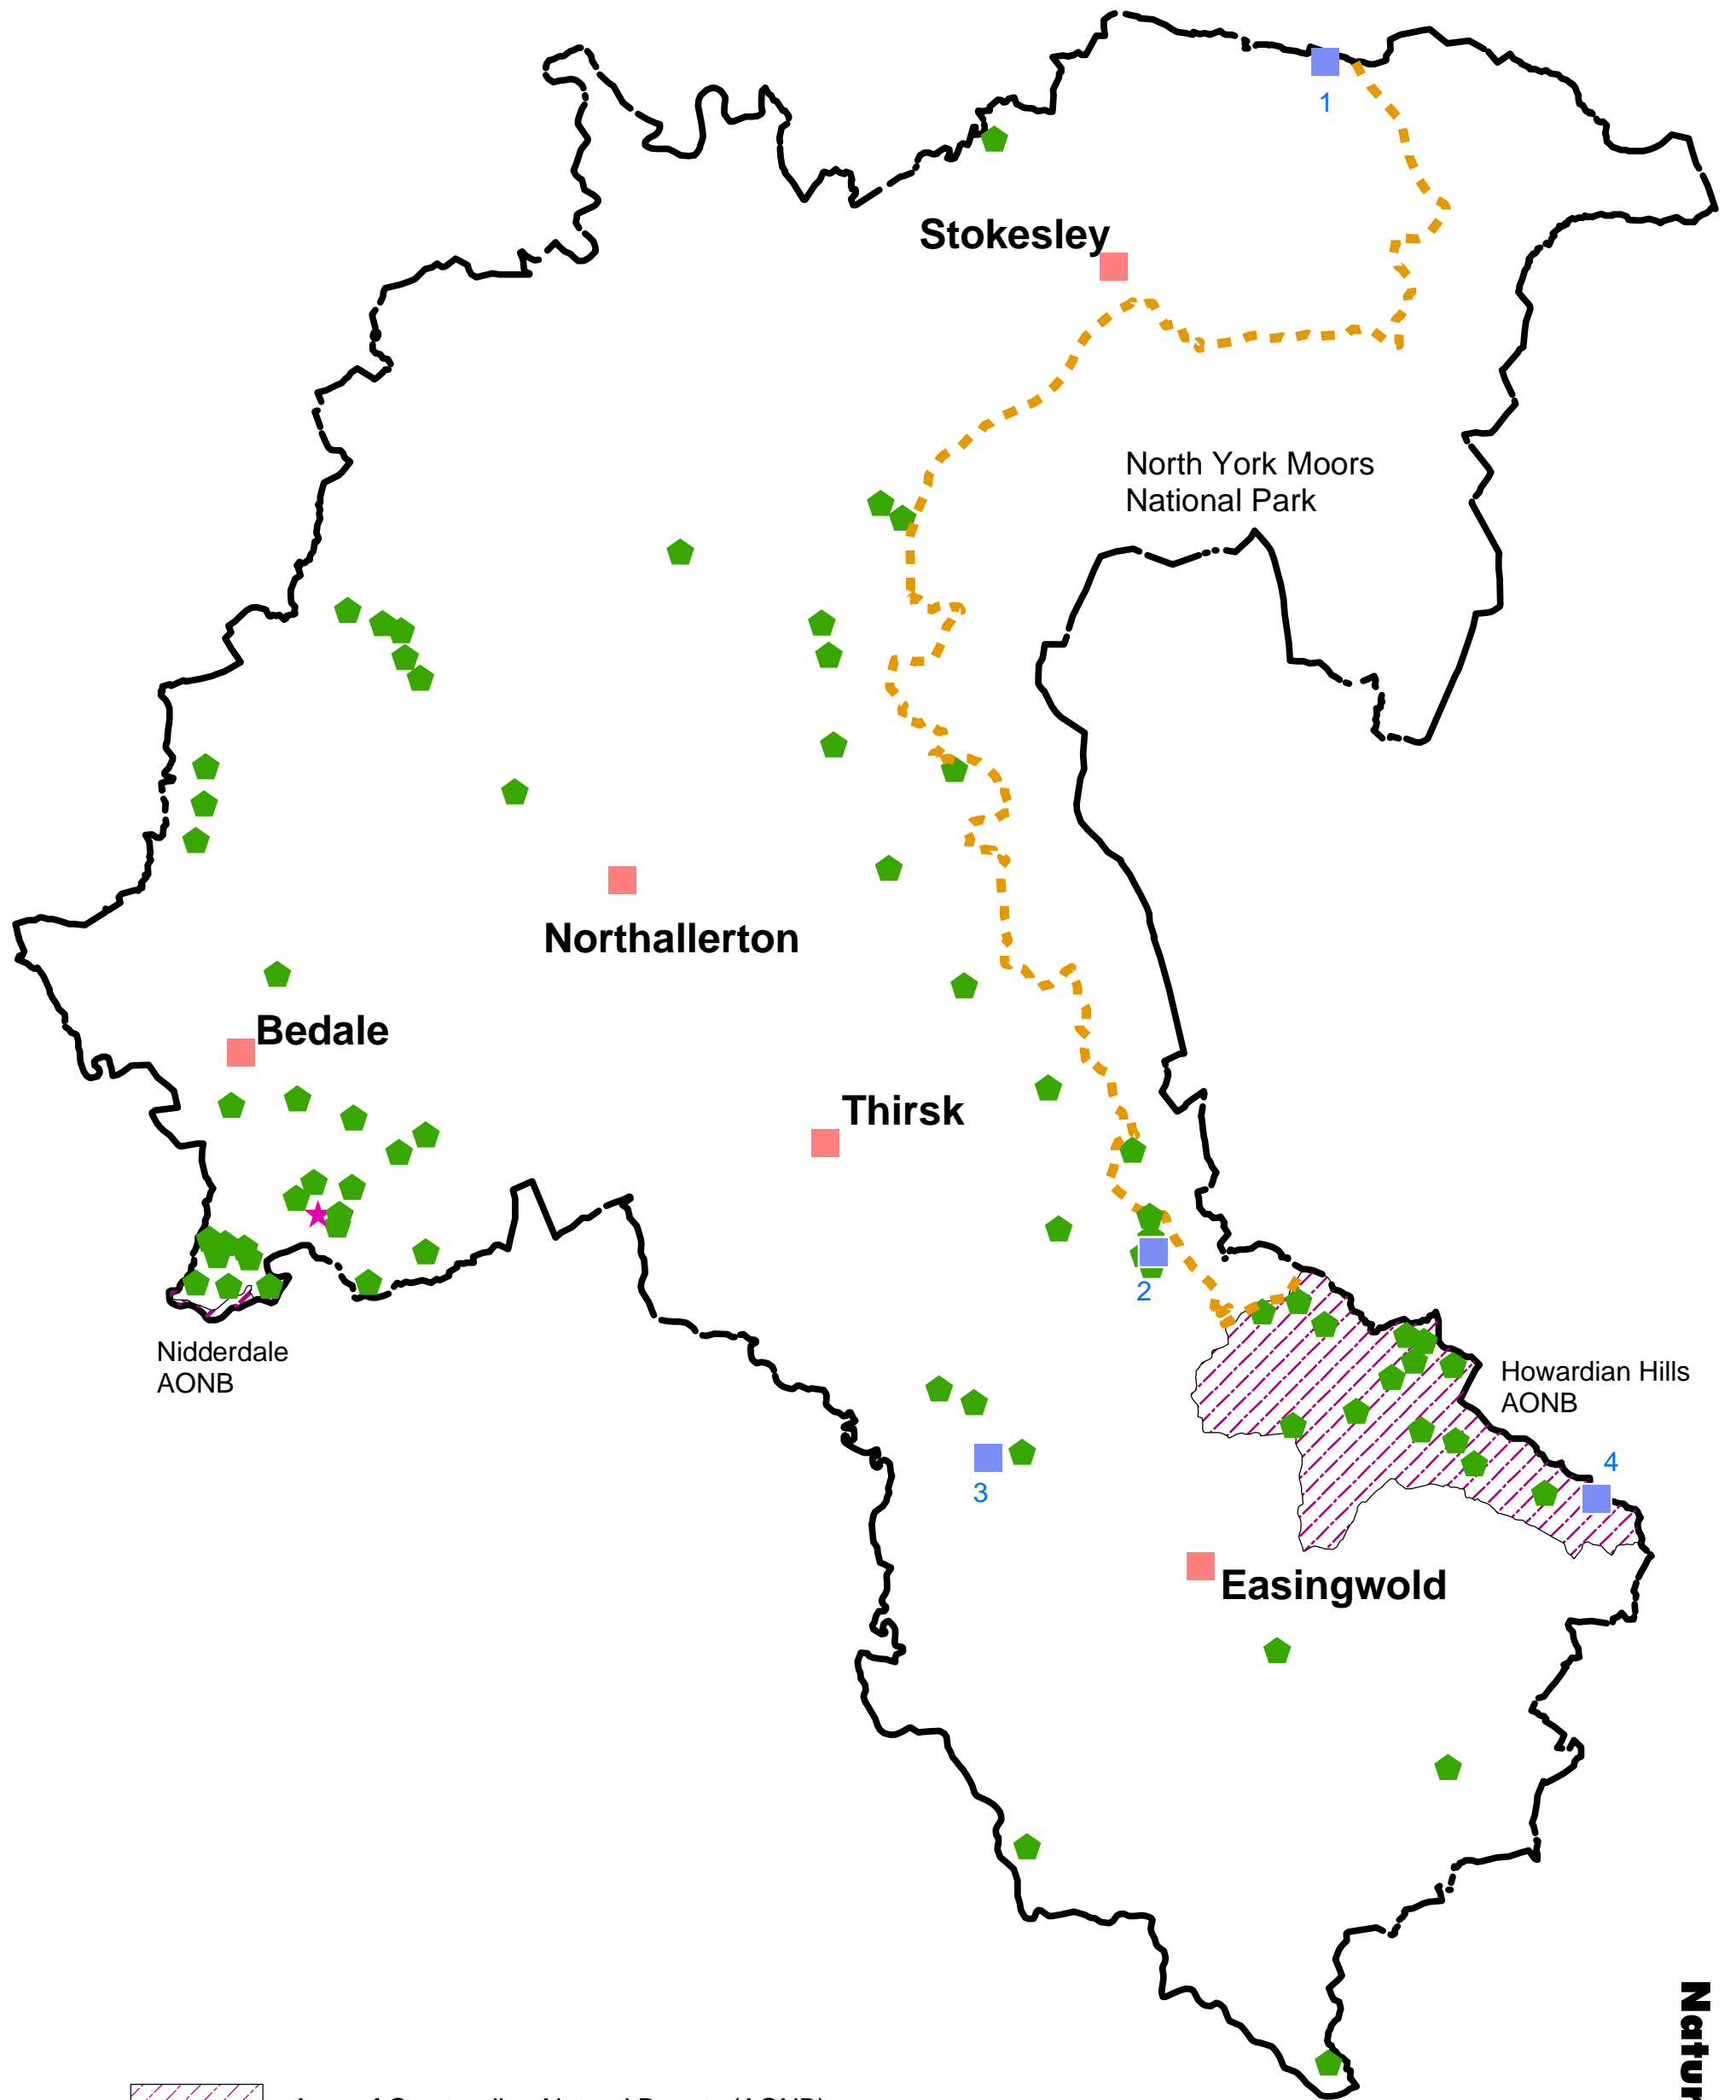 1
Stokesley
North York Moors
National Park
Northallerton
Bedale
Thirsk
2
Nidderdale
AONB
Howardian Hills
AONB
3
4
Easingwold
Natur